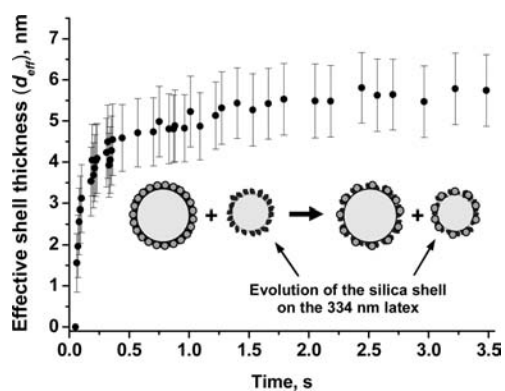 Effective shell thickness (d_eff), nm
7
6
5
4
3
2
1
0
+
+
Evolution of the silica shell
on the 334 nm latex
0.0 0.5 1.0 1.5 2.0 2.5 3.0 3.5
Time, s